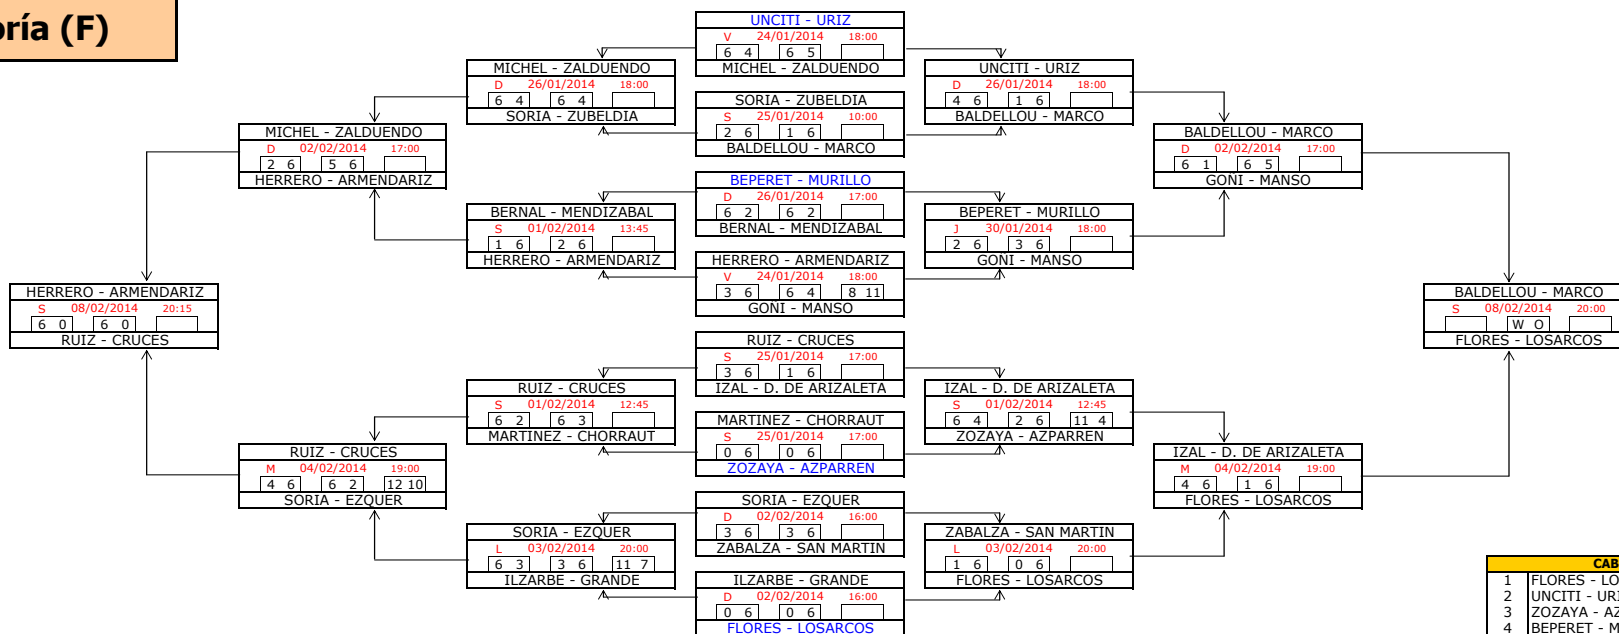 ría (F)
UNCITI - URIZ
V 24/01/2014 18:00
6 4 6 5
MICHEL - ZALDUENDO
SORIA - ZUBELDIA
S 25/01/2014 10:00
2 6 1 6
BALDELLOU - MARCO
BEPERET - MURILLO
D 26/01/2014 17:00
6 2 6 2
BERNAL - MENDIZABAL
HERRERO - ARMENDARIZ
V 24/01/2014 18:00
3 6 6 4 8 11
GOÑI - MANSO
RUIZ - CRUCES
S 25/01/2014 17:00
3 6 1 6
IZAL - D. DE ARIZALETA
MARTINEZ - CHORRAUT
S 25/01/2014 17:00
0 6 0 6
ZOZAYA - AZPARREN
SORIA - EZQUER
D 02/02/2014 16:00
3 6 3 6
ZABALZA - SAN MARTIN
ILZARBE - GRANDE
D 02/02/2014 16:00
0 6 0 6
FLORES - LOSARCOS
MICHEL - ZALDUENDO
D 26/01/2014 18:00
6 4 6 4
SORIA - ZUBELDIA
BERNAL - MENDIZABAL
S 01/02/2014 13:45
1 6 2 6
HERRERO - ARMENDARIZ
RUIZ - CRUCES
S 01/02/2014 12:45
6 2 6 3
MARTINEZ - CHORRAUT
SORIA - EZQUER
L 03/02/2014 20:00
6 3 3 6 11 7
ILZARBE - GRANDE
MICHEL - ZALDUENDO
D 02/02/2014 17:00
2 6 5 6
HERRERO - ARMENDARIZ
RUIZ - CRUCES
M 04/02/2014 19:00
4 6 6 2 12 10
SORIA - EZQUER
HERRERO - ARMENDARIZ
S 08/02/2014 20:15
6 0 6 0
RUIZ - CRUCES
UNCITI - URIZ
D 26/01/2014 18:00
4 6 1 6
BALDELLOU - MARCO
BEPERET - MURILLO
J 30/01/2014 18:00
2 6 3 6
GOÑI - MANSO
IZAL - D. DE ARIZALETA
S 01/02/2014 12:45
6 4 2 6 11 4
ZOZAYA - AZPARREN
ZABALZA - SAN MARTIN
L 03/02/2014 20:00
1 6 0 6
FLORES - LOSARCOS
BALDELLOU - MARCO
D 02/02/2014 17:00
6 1 6 5
GOÑI - MANSO
IZAL - D. DE ARIZALETA
M 04/02/2014 19:00
4 6 1 6
FLORES - LOSARCOS
BALDELLOU - MARCO
S 08/02/2014 20:00
W O
FLORES - LOSARCOS
CAB
1 FLORES - LO
2 UNCITI - URI
3 ZOZAYA - AZ
4 BEPERET - M